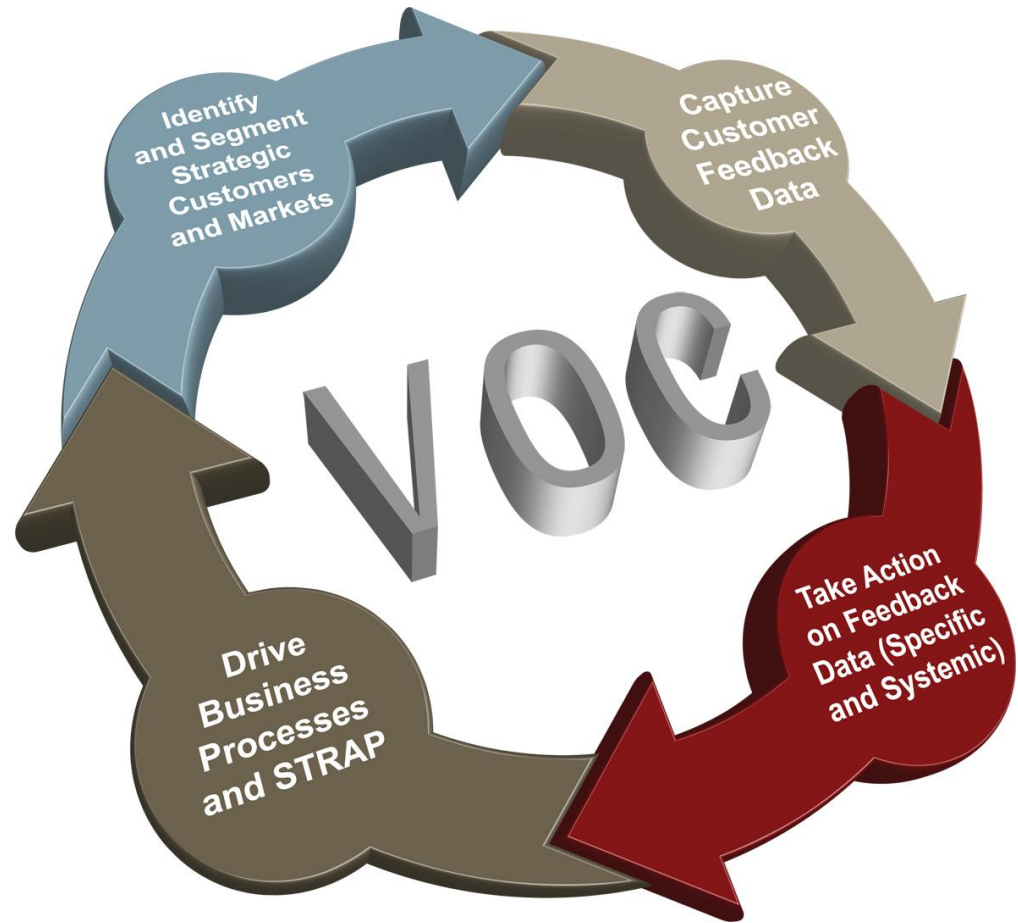 Identify
and Segment
Strategic
Customers
and Markets
Capture
Customer
Feedback
Data
VOC
Take Action
on Feedback
Data (Specific
and Systemic)
Drive
Business
Processes
and STRAP